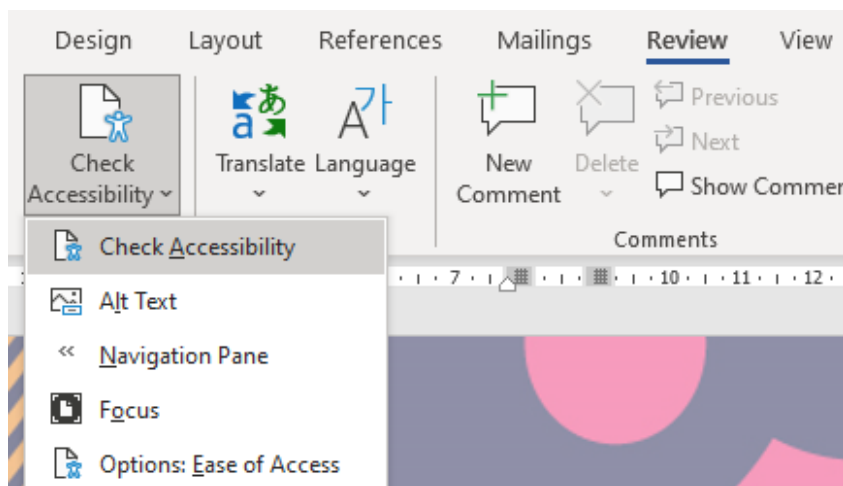 Design Layout References Mailings Review View
Check Accessibility
Translate
Language
New Comment
Delete
Previous
Next
Show
Comments
Check Accessibility
7 10 11 12
Alt Text
Navigation Pane
Focus
Options: Ease of Access